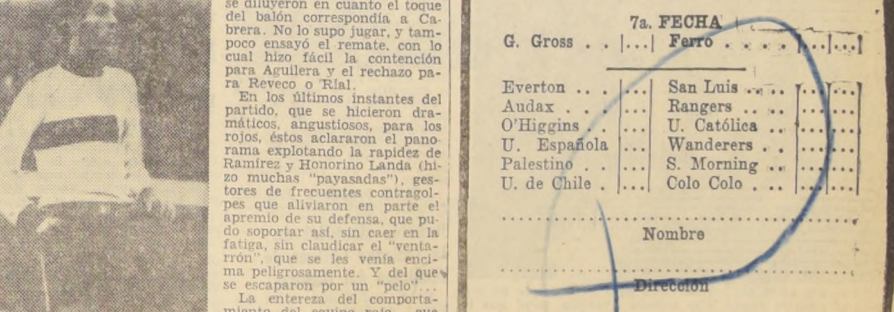 se diluyeron en cuanto el toque
del balón correspondía a Ca-
brera. No lo supo jugar, y tam-
poco ensayó el remate, con lo
cual hizo fácil la contención
para Aguilera y el rechazo pa-
ra Reveco o Rial.
En los últimos instantes del
partido, que se hicieron dra-
máticos, angustiosos, para los
rojos, éstos aclararon el pano-
rama explotando la rapidez de
Ramírez y Honorino Landa (hi-
zo muchas "payasadas"), ges-
tores de frecuentes contragol-
pes que aliviaron en parte el
apremio de su defensa, que pu-
do soportar así, sin caer en la
fatiga, sin claudicar el "venta-
rrón", que se les venía enci-
ma peligrosamente. Y del que
se escaparon por un "pelo"...
La entereza del comporta-
miento del equipo rojo, que
7a. FECHA
G. Gross . . |...| Ferro . . . . |...|...|
Everton . . . |...| San Luis . . . |...|...|
Audax . . . |...| Rangers . . . |...|...|
O'Higgins . . |...| U. Católica |...|...|
U. Española |...| Wanderers . . |...|...|
Palestino . |...| S. Morning |...|...|
U. de Chile . |...| Colo Colo . . |...|...|
Nombre
Dirección